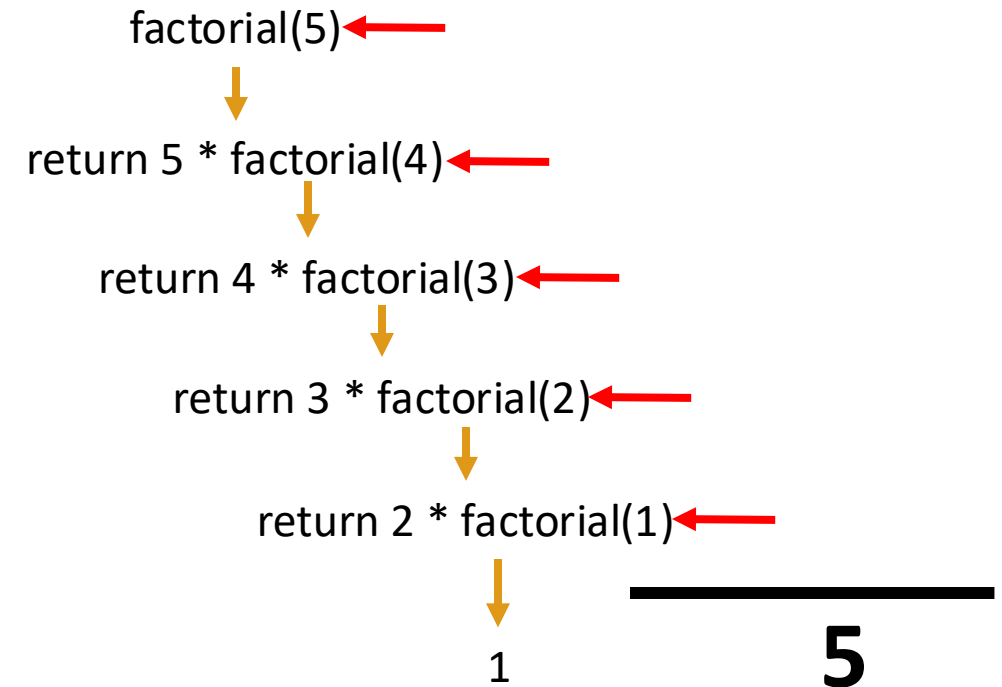 factorial(5)
return 5 * factorial(4)
return 4 * factorial(3)
return 3 * factorial(2)
return 2 * factorial(1)
1
5